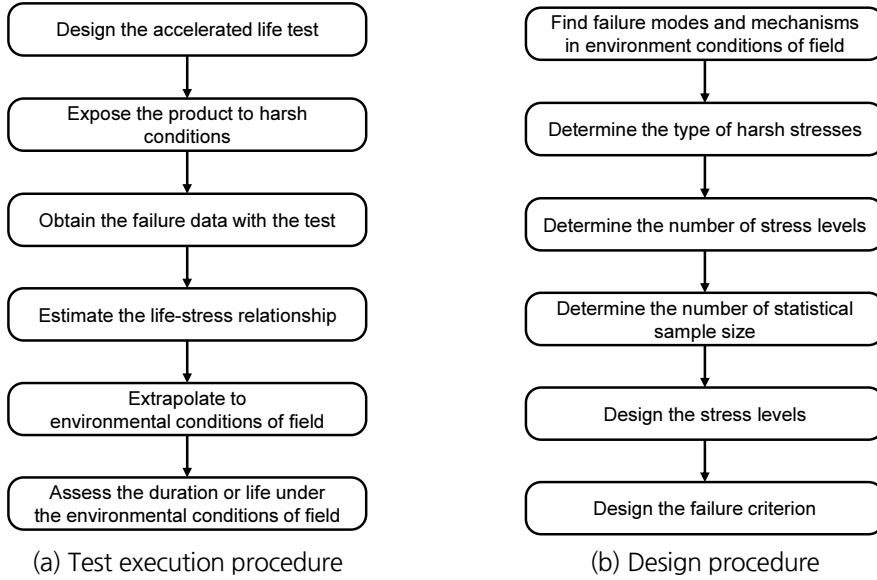 Design the accelerated life test
Expose the product to harsh
conditions
Obtain the failure data with the test
Estimate the life-stress relationship
Extrapolate to
environmental conditions of field
Assess the duration or life under
the environmental conditions of field
(a) Test execution procedure
Find failure modes and mechanisms
in environment conditions of field
Determine the type of harsh stresses
Determine the number of stress levels
Determine the number of statistical
sample size
Design the stress levels
Design the failure criterion
(b) Design procedure